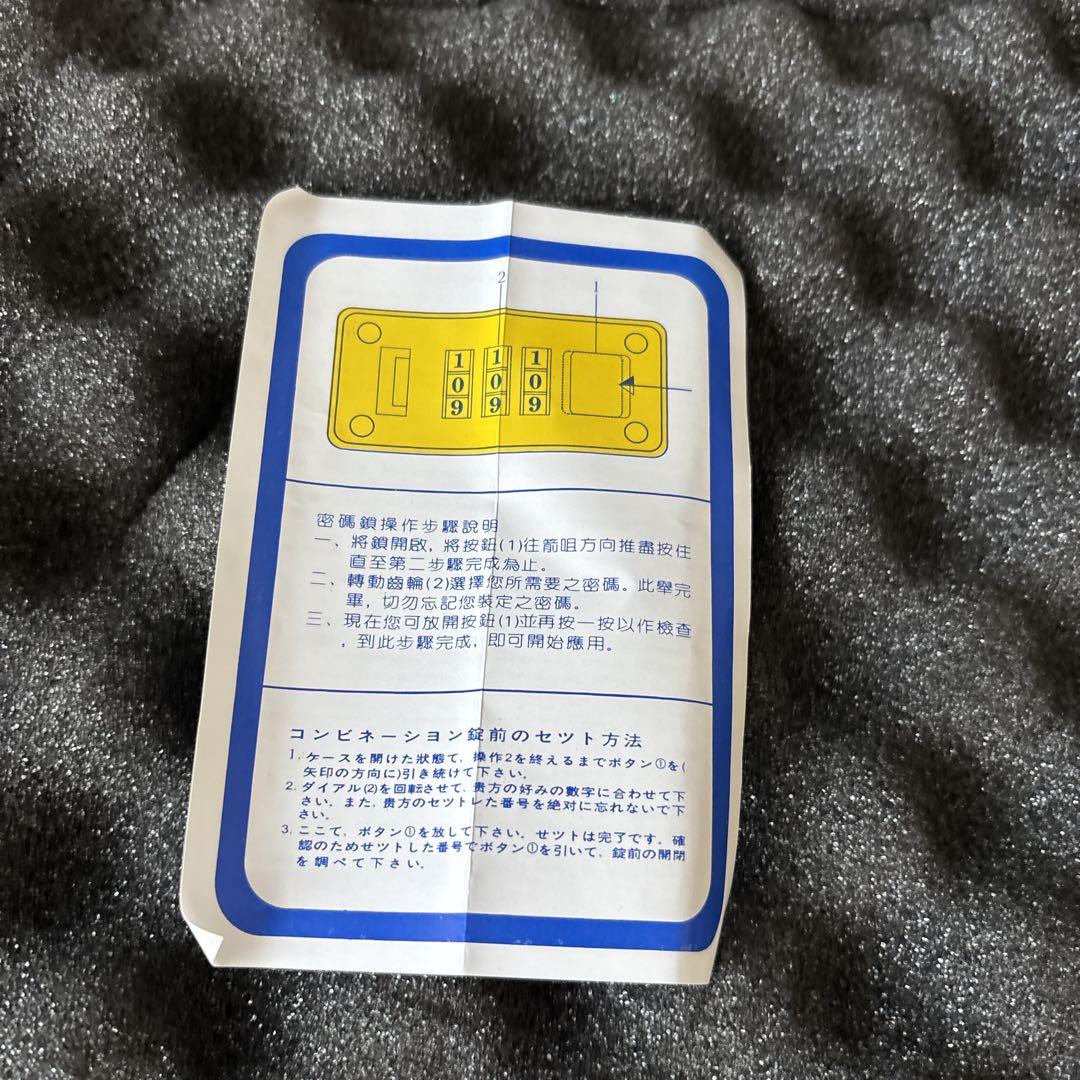 2 1
1 1 1
0 0 0
9 9 9
密碼鎖操作步驟說明
一、將鎖開啟,將按鈕(1)往箭咀方向推盡按住
直至第二步驟完成為止。
二、轉動齒輪(2)選擇您所需要之密碼。此舉完
畢,切勿忘記您裝定之密碼。
三、現在您可放開按鈕(1)並再按一按以作檢查
,到此步驟完成,即可開始應用。
コンビネーション錠前のセツト方法
1.ケースを開けた狀態て、操作2を終えるまでボタン①を(
矢印の方向に)引き続けて下さい。
2.ダイアル(2)を回転させて、貴方の好みの數字に合わせて下
さい。また、貴方のセツトレた番号を絶対に忘れないで下
さい。
3.ここて、ボタン①を放して下さい。せツトは完了です。確
認のためせツトした番号でボタン①を引いて、錠前の開閉
を調べて下さい。